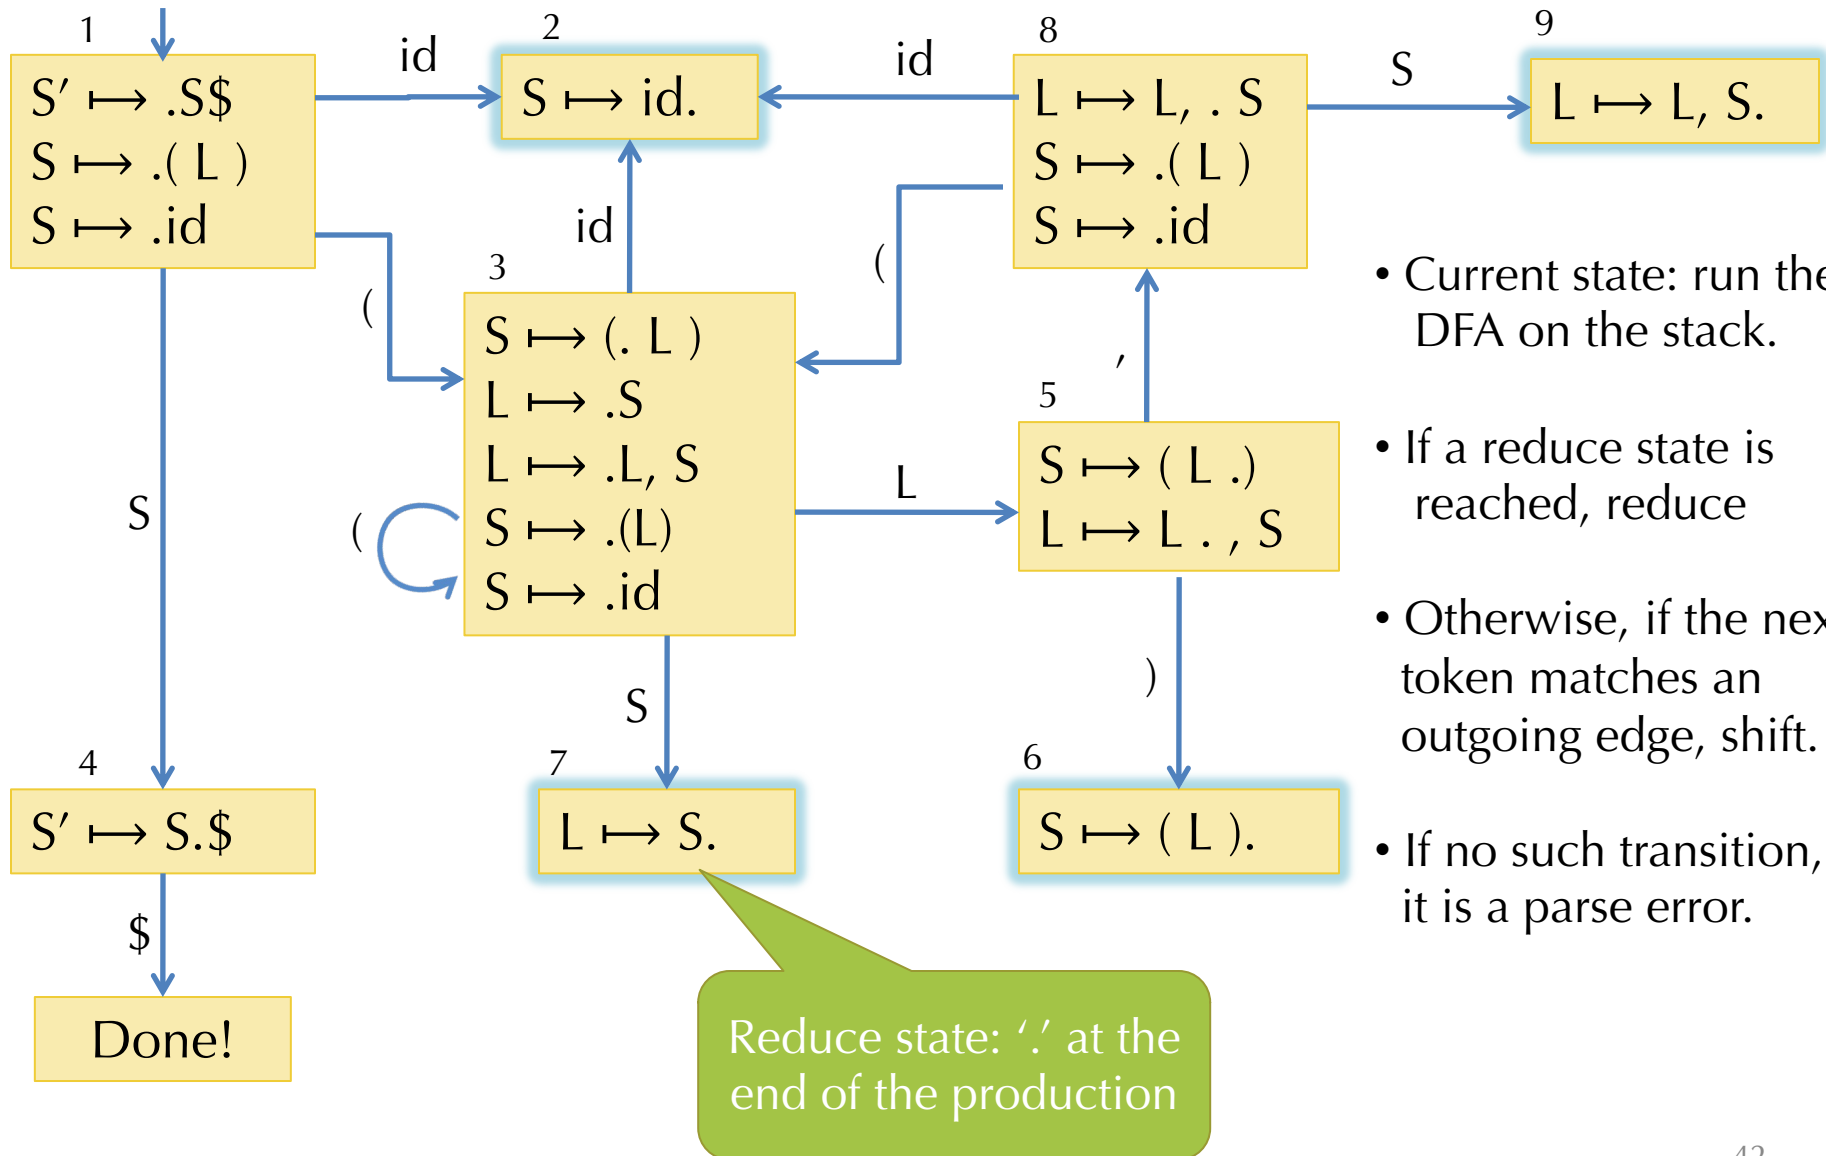 1
S′ ⟼ .S$
S ⟼ .( L )
S ⟼ .id
id
2
S ⟼ id.
id
8
L ⟼ L, . S
S ⟼ .( L )
S ⟼ .id
S
9
L ⟼ L, S.
(
id
(
3
S ⟼ (. L )
L ⟼ .S
L ⟼ .L, S
S ⟼ .(L)
S ⟼ .id
(
L
,
5
S ⟼ ( L .)
L ⟼ L . , S
S
S
)
4
S′ ⟼ S.$
7
L ⟼ S.
6
S ⟼ ( L ).
$
Done!
Reduce state: ‘.’ at the
end of the production
• Current state: run the
DFA on the stack.
• If a reduce state is
reached, reduce
• Otherwise, if the
token matches an
outgoing edge, shift.
• If no such transition,
it is a parse error.
42